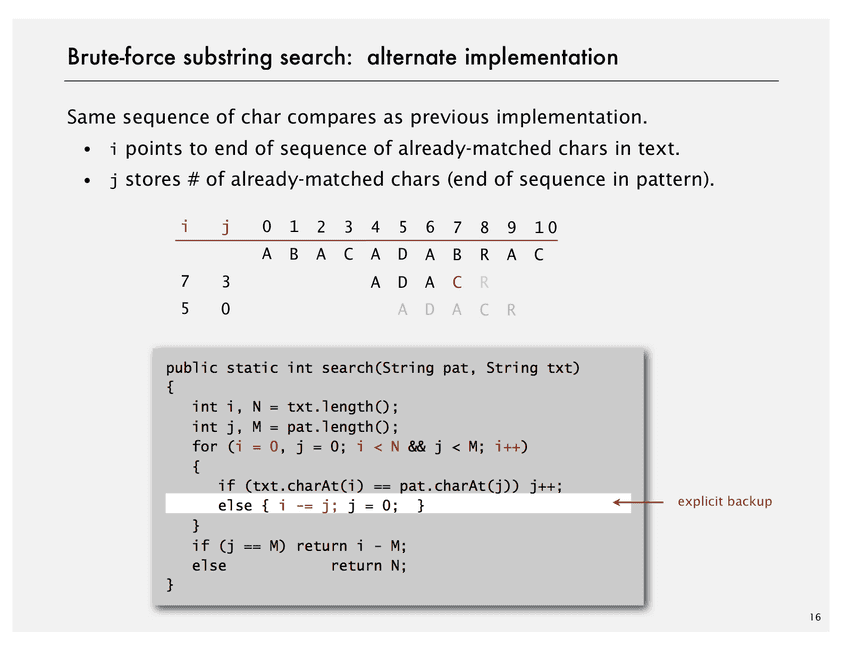 Brute-force substring search: alternate implementation
Same sequence of char compares as previous implementation.
• i points to end of sequence of already-matched chars in text.
• j stores # of already-matched chars (end of sequence in pattern).
i j 0 1 2 3 4 5 6 7 8 9 10
A B A C A D A B R A C
7 3 A D A C R
5 0 A D A C R
public static int search(String pat, String txt)
{
int i, N = txt.length();
int j, M = pat.length();
for (i = 0, j = 0; i < N && j < M; i++)
{
if (txt.charAt(i) == pat.charAt(j)) j++;
else { i -= j; j = 0; }
explicit backup
}
if (j == M) return i - M;
else return N;
}
16